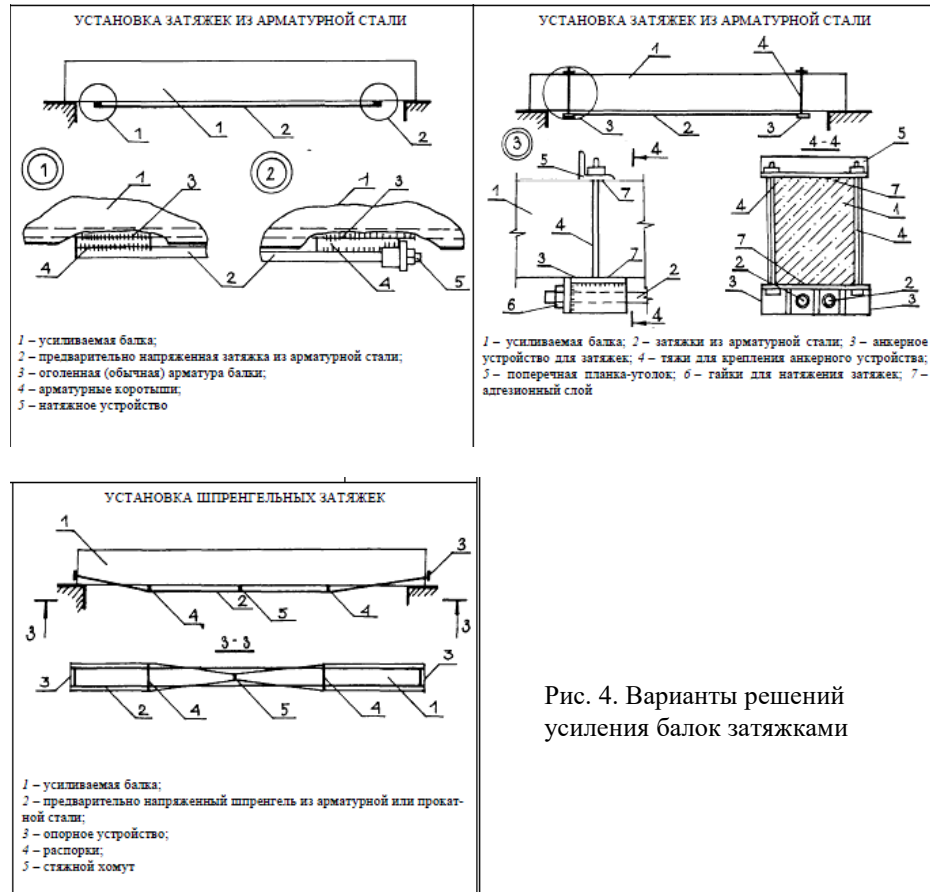 УСТАНОВКА ЗАТЯЖЕК ИЗ АРМАТУРНОЙ СТАЛИ
1
1
2
2
1
1
3
4
2
2
1
3
4
5
1 – усиливаемая балка;
2 – предварительно напряженная затяжка из арматурной стали;
3 – оголенная (обычная) арматура балки;
4 – арматурные коротыши;
5 – натяжное устройство
УСТАНОВКА ЗАТЯЖЕК ИЗ АРМАТУРНОЙ СТАЛИ
1
4
3
2
3
3
4
5
7
1
4
3
7
2
6
4
4-4
5
7
4
1
4
7
2
2
3
3
1 – усиливаемая балка; 2 – затяжки из арматурной стали; 3 – анкерное
устройство для затяжек; 4 – тяжи для крепления анкерного устройства;
5 – поперечная планка-уголок; 6 – гайки для натяжения затяжек; 7 –
адгезионный слой
УСТАНОВКА ШПРЕНГЕЛЬНЫХ ЗАТЯЖЕК
1
3
4
2
5
4
3
3
3-3
3
3
2
4
5
4
1
1 – усиливаемая балка;
2 – предварительно напряженный шпренгель из арматурной или прокат-
ной стали;
3 – опорное устройство;
4 – распорки;
5 – стяжной хомут
Рис. 4. Варианты решений
усиления балок затяжками